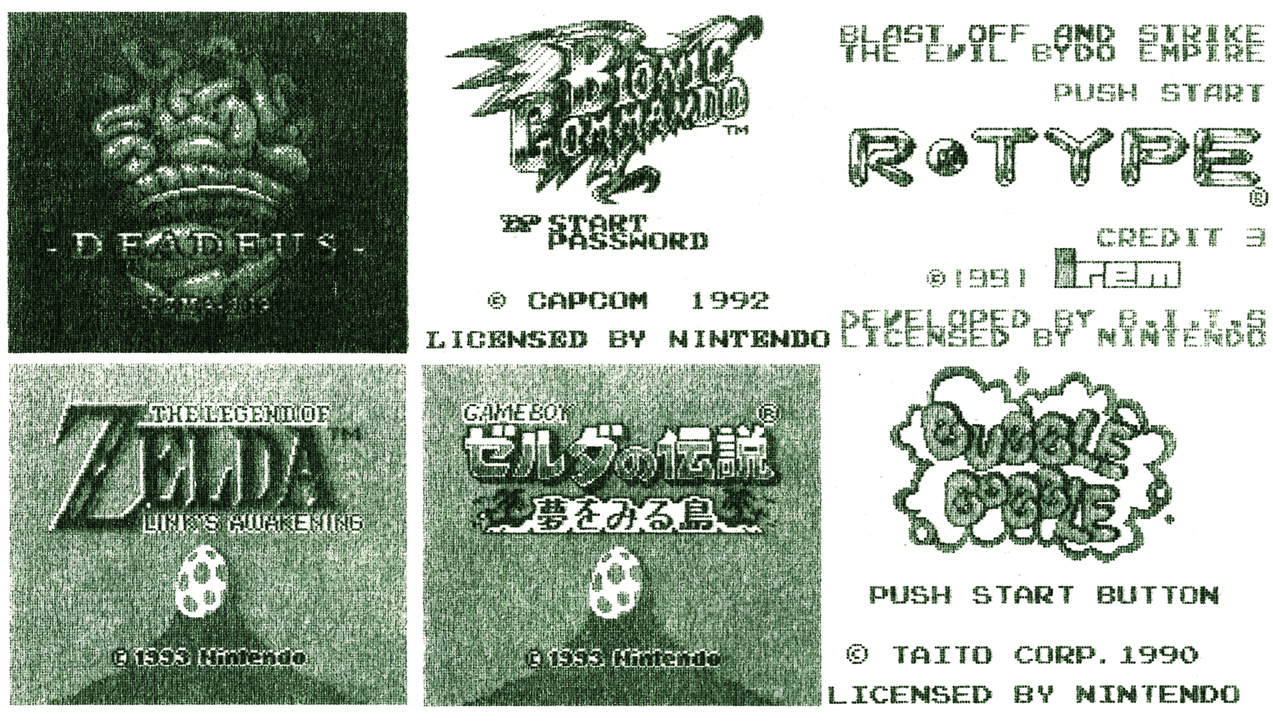 - DEADEUS
BIONIC
COMMANDO
TM
START
PASSWORD
© CAPCOM 1992
LICENSED BY NINTENDO
BLAST OFF AND STRIKE
THE EVIL BYDO EMPIRE
PUSH START
R•TYPE®
CREDIT 3
©1991 irem
DEVELOPED BY B.I.T.S
LICENSED BY NINTENDO
THE LEGEND OF
ZELDA™
LINK'S AWAKENING
© 1993 Nintendo
GAMEBOY ®
ゼルダの伝説
夢をみる島
© 1993 Nintendo
BUBBLE
BOBBLE
PUSH START BUTTON
© TAITO CORP. 1990
LICENSED BY NINTENDO